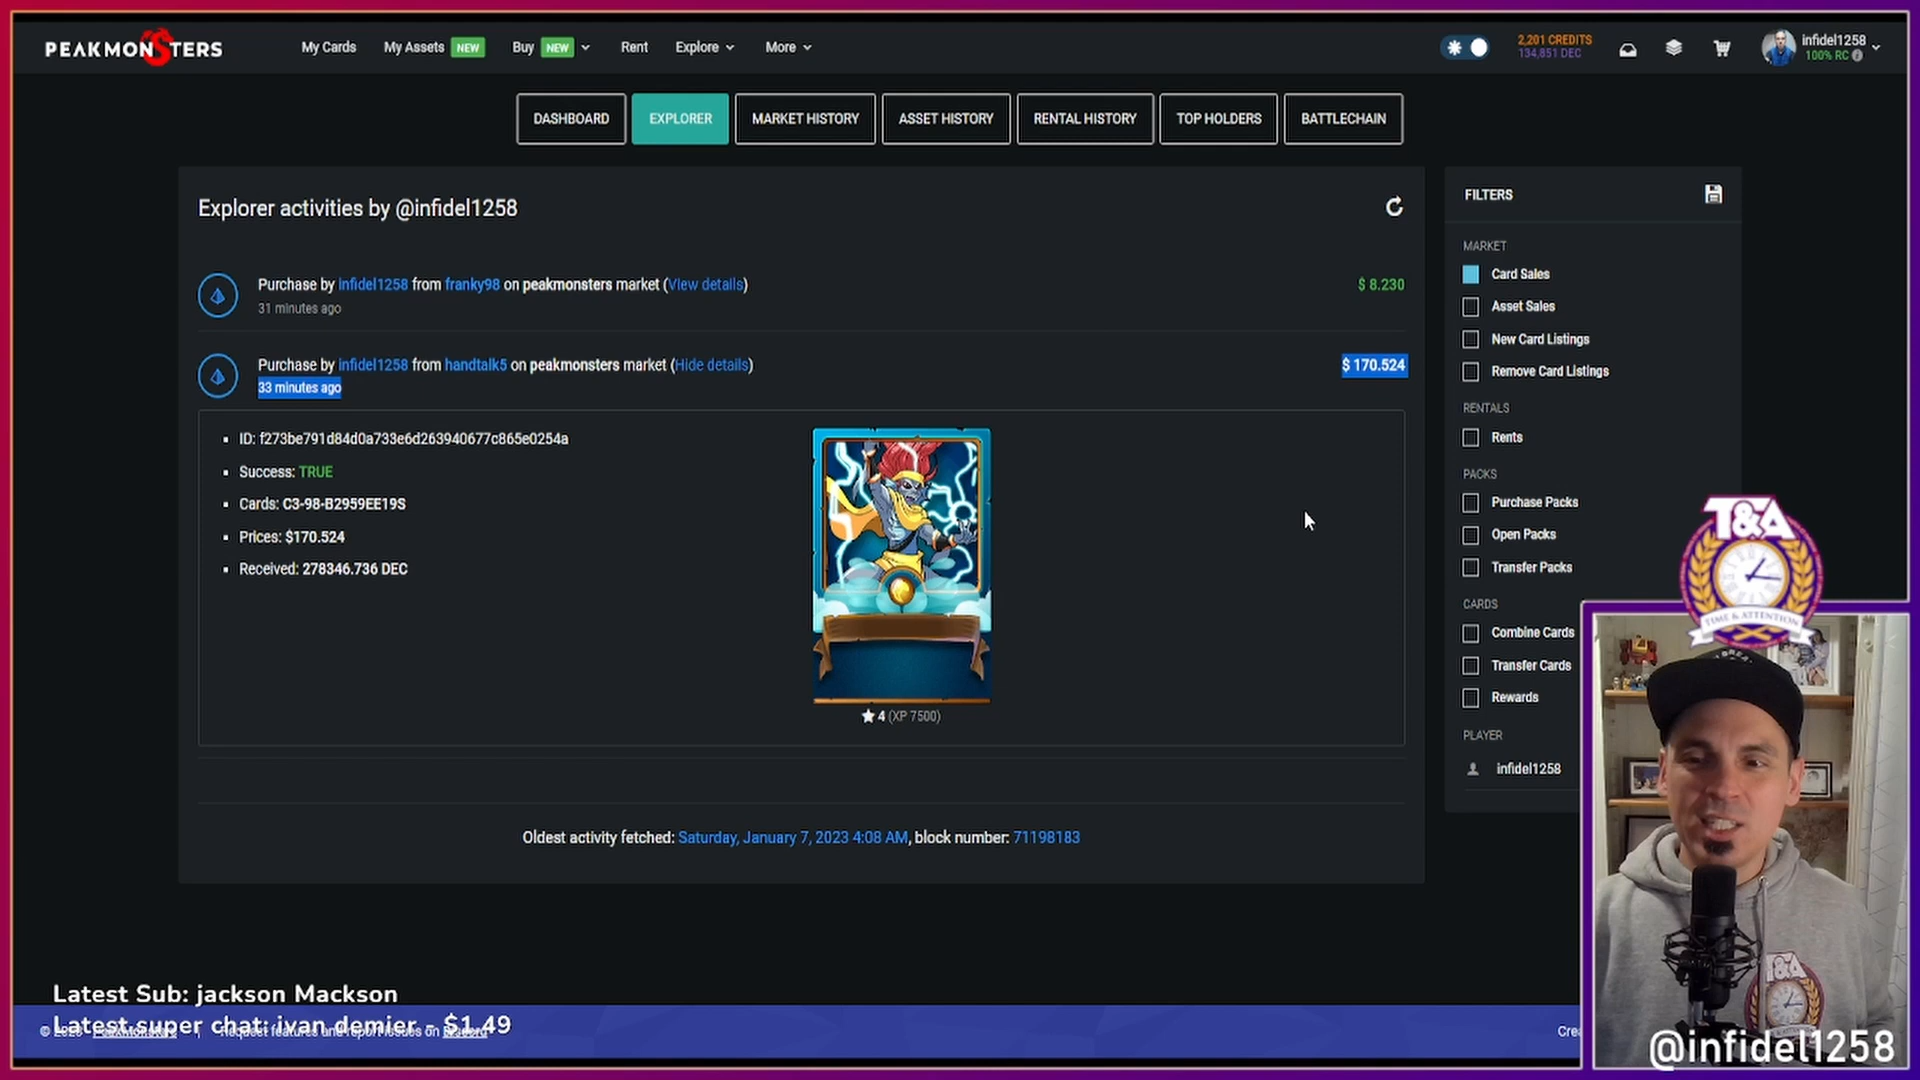 PEAKMONSTERS
My Cards
My Assets NEW
Buy NEW
Rent
Explore
More
2,201 CREDITS
134,851 DEC
infidel1258
100% RC
DASHBOARD
EXPLORER
MARKET HISTORY
ASSET HISTORY
RENTAL HISTORY
TOP HOLDERS
BATTLECHAIN
Explorer activities by @infidel1258
Purchase by infidel1258 from franky98 on peakmonsters market (View details)
$ 8.230
31 minutes ago
Purchase by infidel1258 from handtalk5 on peakmonsters market (Hide details)
$ 170.524
33 minutes ago
ID: f273be791d84d0a733e6d263940677c865e0254a
Success: TRUE
Cards: C3-98-B2959EE19S
Prices: $170.524
Received: 278346.736 DEC
4 (XP 7500)
Oldest activity fetched: Saturday, January 7, 2023 4:08 AM, block number: 71198183
FILTERS
MARKET
Card Sales
Asset Sales
New Card Listings
Remove Card Listings
RENTALS
Rents
PACKS
Purchase Packs
Open Packs
Transfer Packs
CARDS
Combine Cards
Transfer Cards
Rewards
PLAYER
infidel1258
T&A
TIME & ATTENTION
T&A
Latest Sub: jackson Mackson
Latest super chat: ivan demier - $1.49
@infidel1258